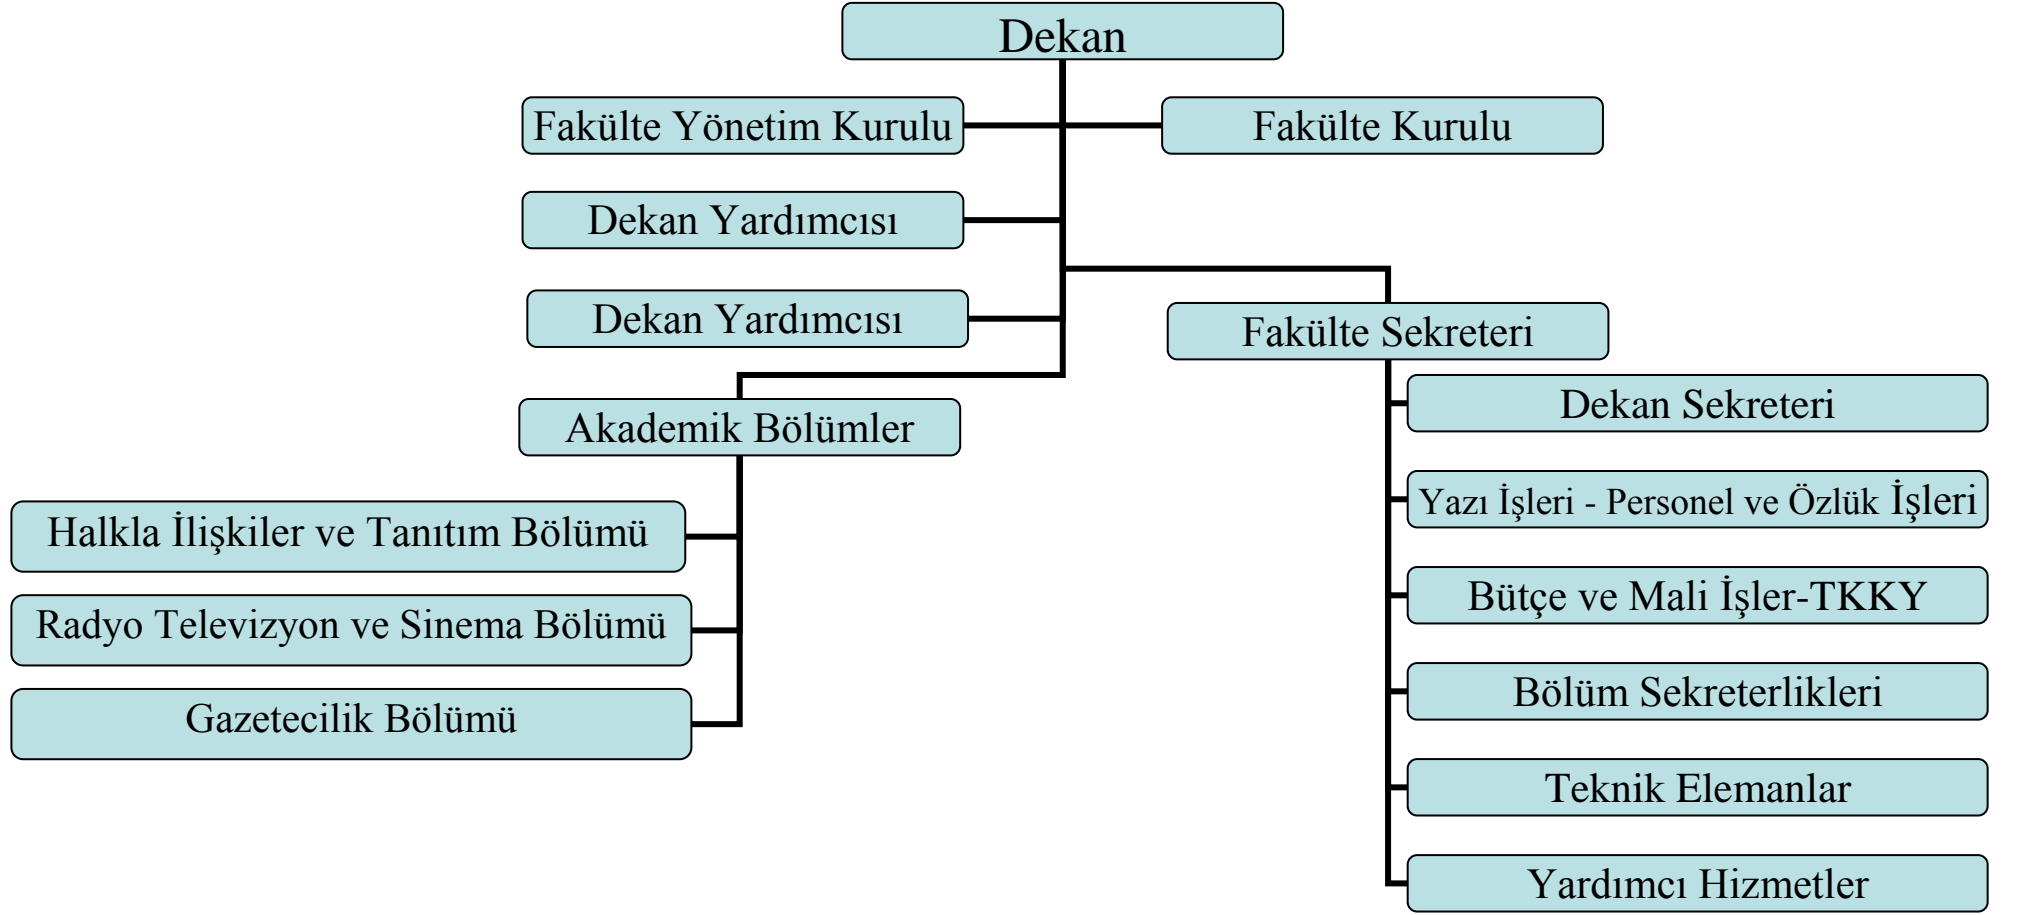 Dekan
Fakülte Yönetim Kurulu
Fakülte Kurulu
Dekan Yardımcısı
Dekan Yardımcısı
Fakülte Sekreteri
Akademik Bölümler
Halkla İlişkiler ve Tanıtım Bölümü
Radyo Televizyon ve Sinema Bölümü
Gazetecilik Bölümü
Dekan Sekreteri
Yazı İşleri - Personel ve Özlük İşleri
Bütçe ve Mali İşler-TKKY
Bölüm Sekreterlikleri
Teknik Elemanlar
Yardımcı Hizmetler